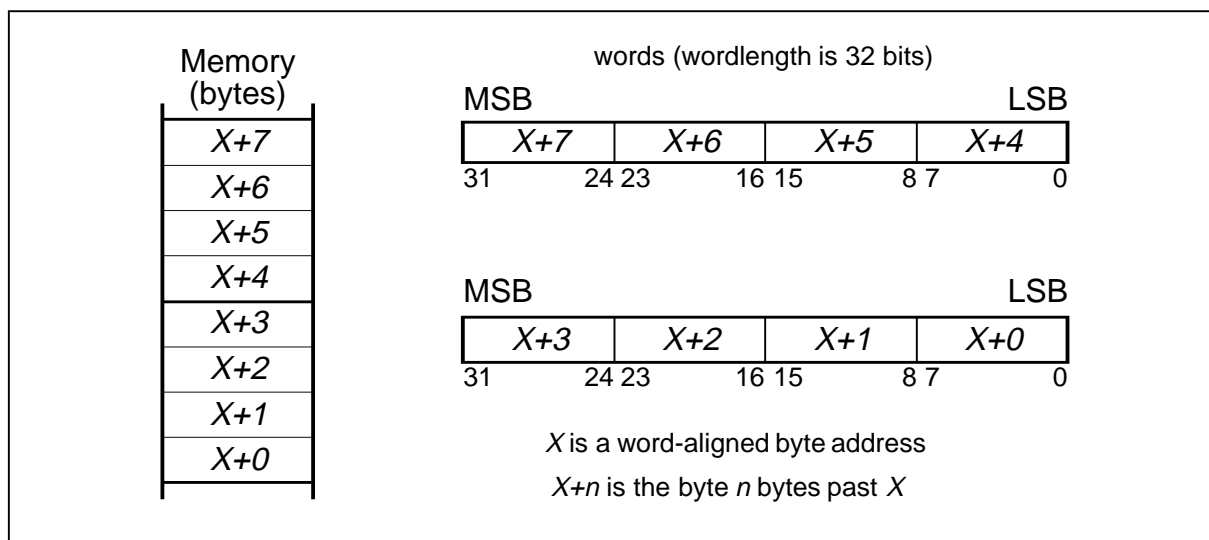 Memory
(bytes)
X+7
X+6
X+5
X+4
X+3
X+2
X+1
X+0
words (wordlength is 32 bits)
MSB LSB
X+7 X+6 X+5 X+4
31 24 23 16 15 8 7 0
MSB LSB
X+3 X+2 X+1 X+0
31 24 23 16 15 8 7 0
X is a word-aligned byte address
X+n is the byte n bytes past X